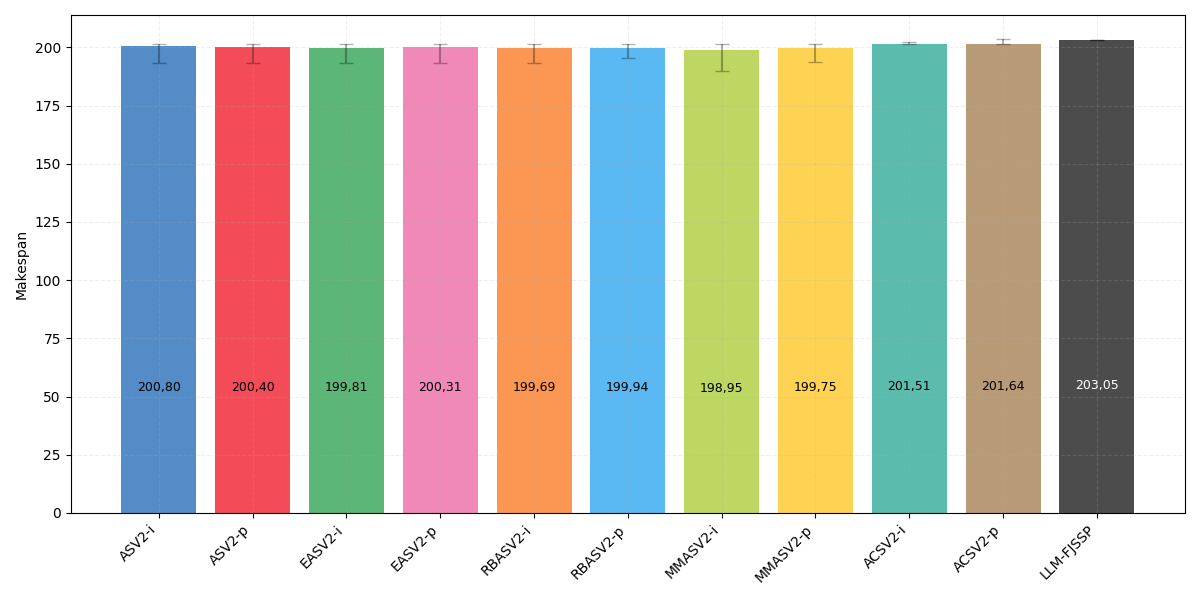 Makespan
200
175
150
125
100
75
50
25
0
200,80
200,40
199,81
200,31
199,69
199,94
198,95
199,75
201,51
201,64
203,05
ASV2-i
ASV2-p
EASV2-i
EASV2-p
RBASV2-i
RBASV2-p
MMASV2-i
MMASV2-p
ACSV2-i
ACSV2-p
LLM-FJSSP